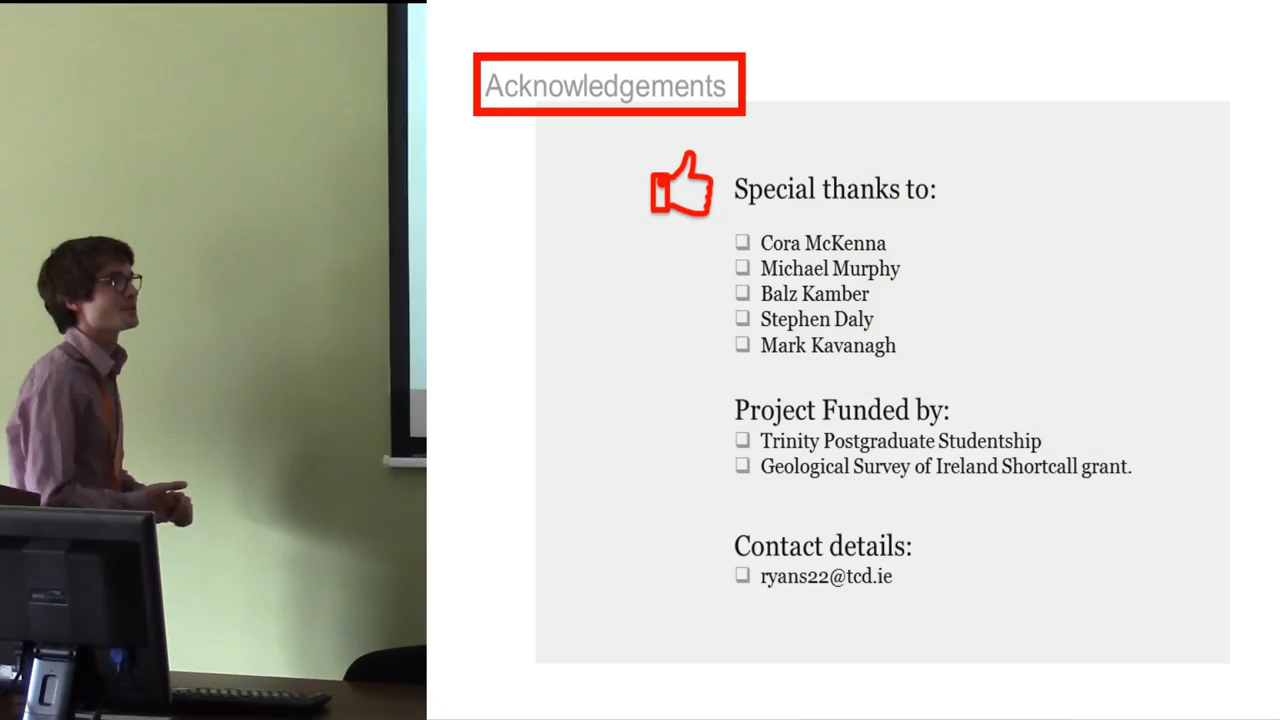 Acknowledgements
Special thanks to:
Cora McKenna
Michael Murphy
Balz Kamber
Stephen Daly
Mark Kavanagh
Project Funded by:
Trinity Postgraduate Studentship
Geological Survey of Ireland Shortcall grant.
Contact details:
ryans22@tcd.ie